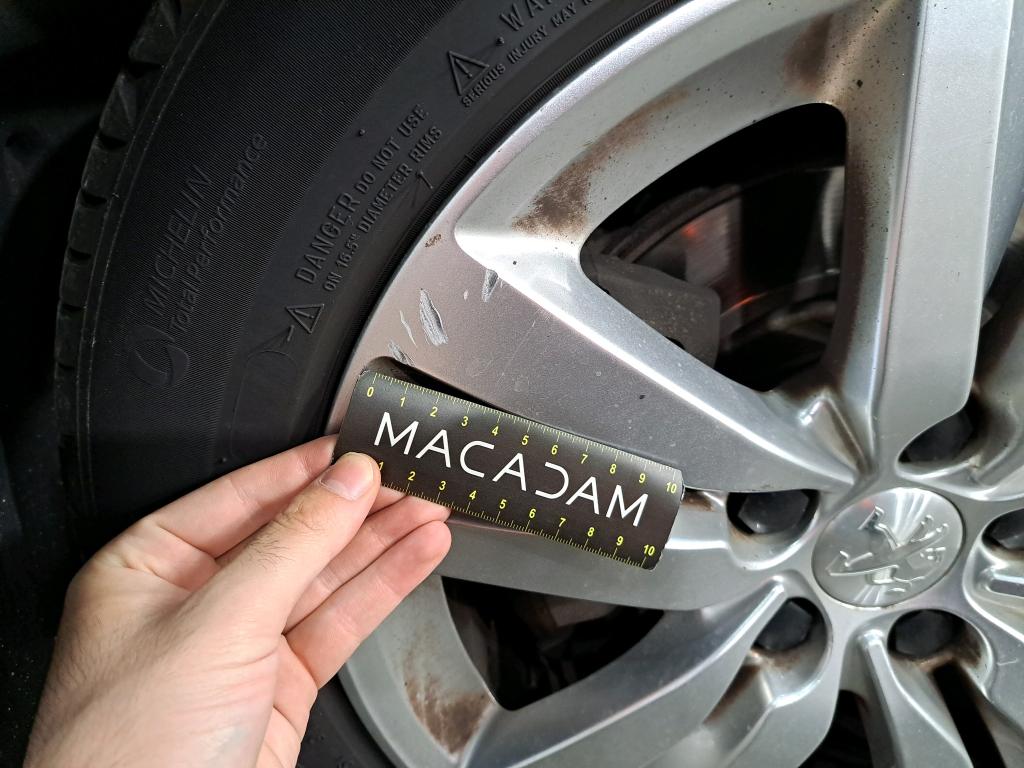 WA
SERIOUS INJURY MAY
DANGER DO NOT USE
ON 16.5" DIAMETER RIMS
MICHELIN
Total Performance
0 1 2 3 4 5 6 7 8 9 10
MACADAM
1 2 3 4 5 6 7 8 9 10